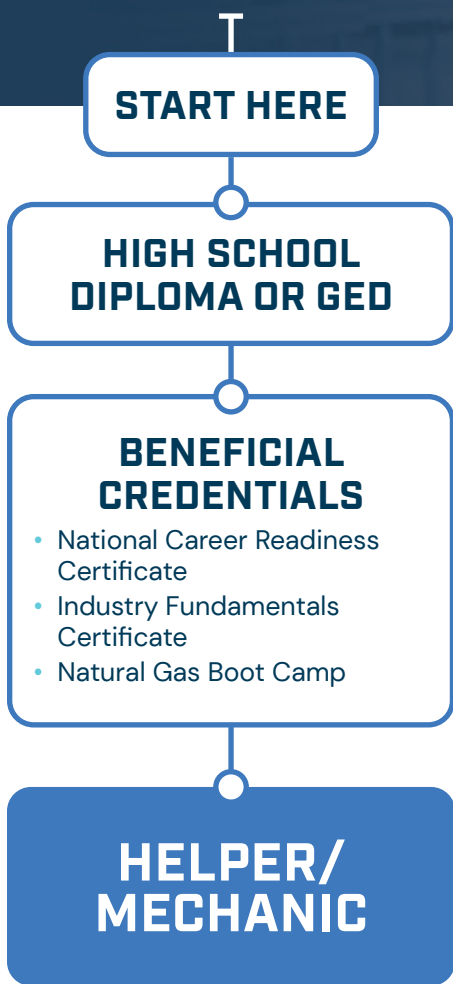 START HERE
HIGH SCHOOL
DIPLOMA OR GED
BENEFICIAL
CREDENTIALS
• National Career Readiness
Certificate
• Industry Fundamentals
Certificate
• Natural Gas Boot Camp
HELPER/
MECHANIC